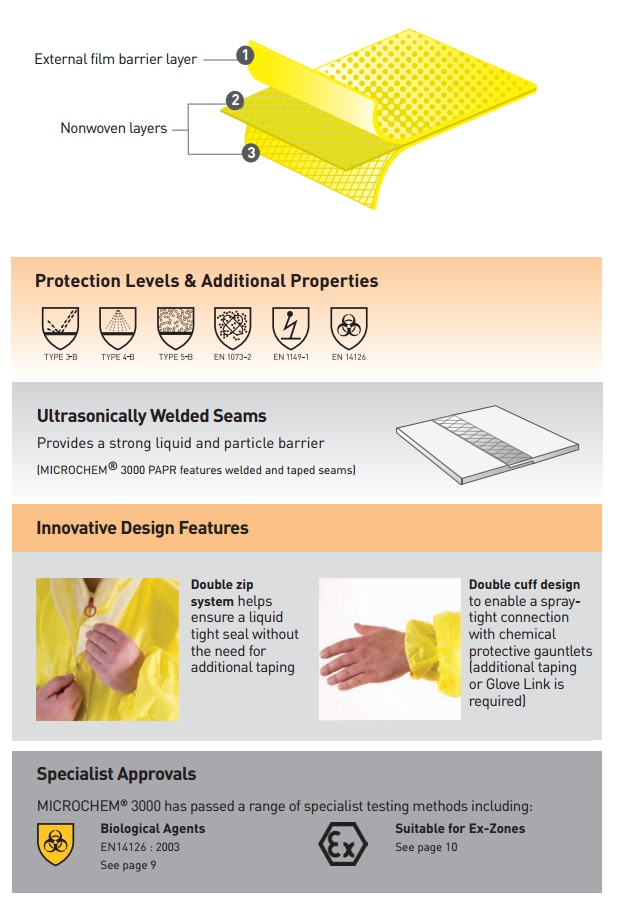 External film barrier layer
1
2
Nonwoven layers
3
Protection Levels & Additional Properties
TYPE 3-B TYPE 4-B TYPE 5-B EN 1073-2 EN 1149-1 EN 14126
Ultrasonically Welded Seams
Provides a strong liquid and particle barrier
(MICROCHEM® 3000 PAPR features welded and taped seams)
Innovative Design Features
Double zip
system helps
ensure a liquid
tight seal without
the need for
additional taping
Double cuff design
to enable a spray-
tight connection
with chemical
protective gauntlets
(additional taping
or Glove Link is
required)
Specialist Approvals
MICROCHEM® 3000 has passed a range of specialist testing methods including:
Biological Agents
EN14126 : 2003
See page 9
Ex
Suitable for Ex-Zones
See page 10